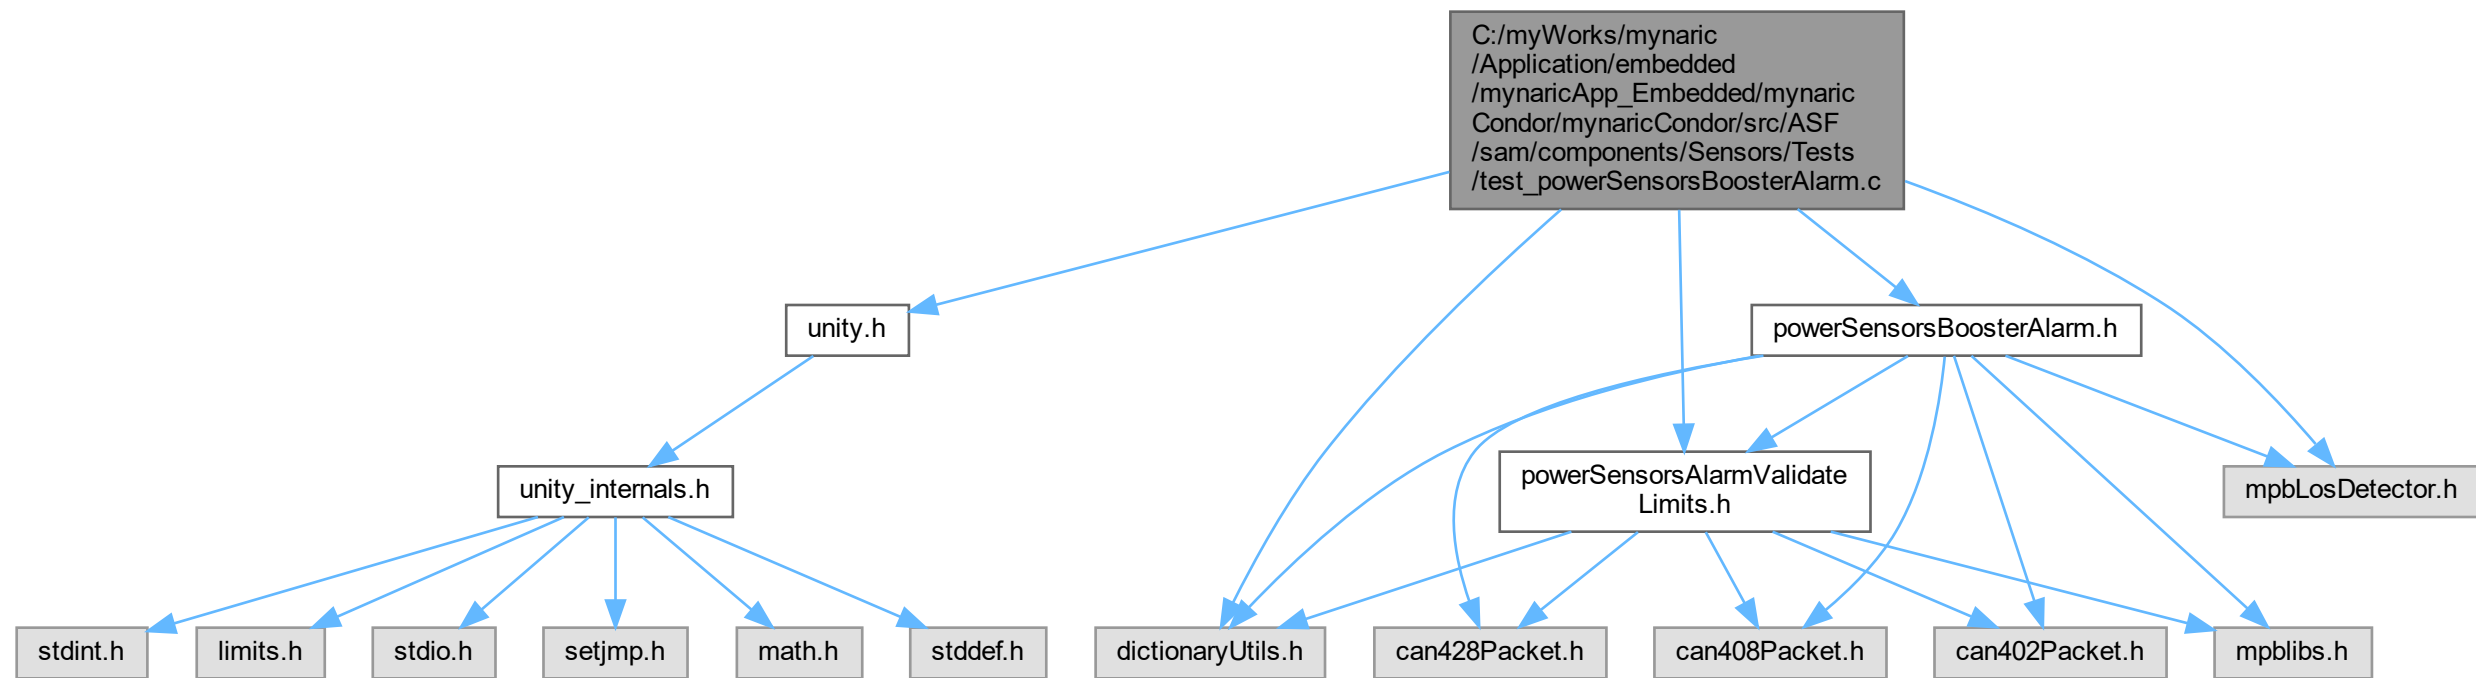 C:/myWorks/mynaric
/Application/embedded
/mynaricApp_Embedded/mynaric
Condor/mynaricCondor/src/ASF
/sam/components/Sensors/Tests
/test_powerSensorsBoosterAlarm.c
unity.h
powerSensorsBoosterAlarm.h
unity_internals.h
powerSensorsAlarmValidate
Limits.h
mpbLosDetector.h
stdint.h
limits.h
stdio.h
setjmp.h
math.h
stddef.h
dictionaryUtils.h
can428Packet.h
can408Packet.h
can402Packet.h
mpblibs.h